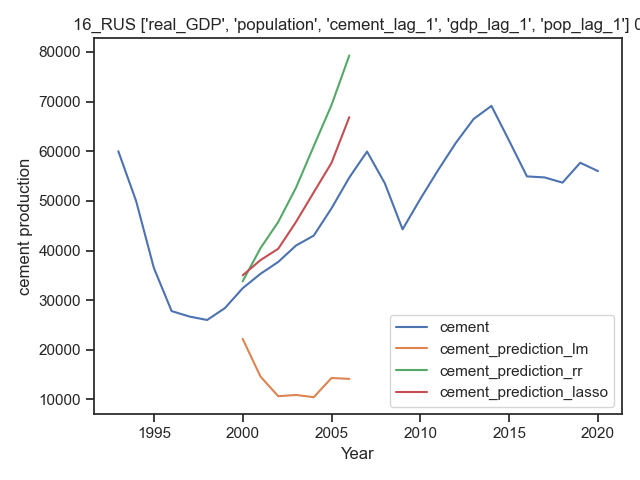 16_RUS ['real_GDP', 'population', 'cement_lag_1', 'gdp_lag_1', 'pop_lag_1'] 0
80000
70000
60000
50000
40000
30000
20000
10000
cement production
cement
cement_prediction_lm
cement_prediction_rr
cement_prediction_lasso
1995
2000
2005
2010
2015
2020
Year